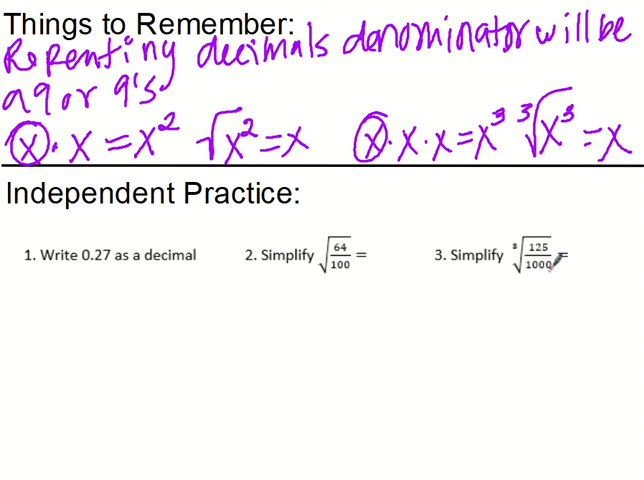 Things to Remember:
Repenting decimals denominator will be
a 9 or 9's
x · x = x² √x² = x x · x · x = x³ ∛x³ = x
Independent Practice:
1. Write 0.27 as a decimal 2. Simplify √(64/100) = 3. Simplify ∛(125/1000) =